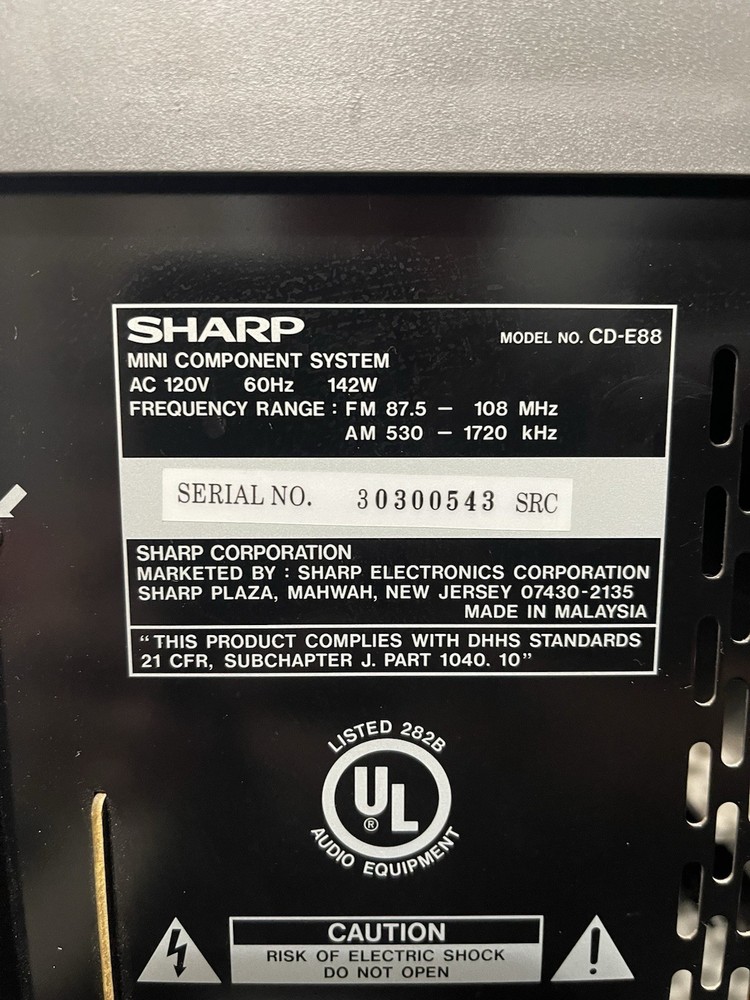 SHARP MODEL NO. CD-E88
MINI COMPONENT SYSTEM
AC 120V 60Hz 142W
FREQUENCY RANGE : FM 87.5 – 108 MHz
AM 530 – 1720 kHz
SERIAL NO. 30300543 SRC
SHARP CORPORATION
MARKETED BY : SHARP ELECTRONICS CORPORATION
SHARP PLAZA, MAHWAH, NEW JERSEY 07430-2135
MADE IN MALAYSIA
“THIS PRODUCT COMPLIES WITH DHHS STANDARDS
21 CFR, SUBCHAPTER J. PART 1040. 10”
LISTED 282B
UL ®
AUDIO EQUIPMENT
CAUTION
RISK OF ELECTRIC SHOCK
DO NOT OPEN